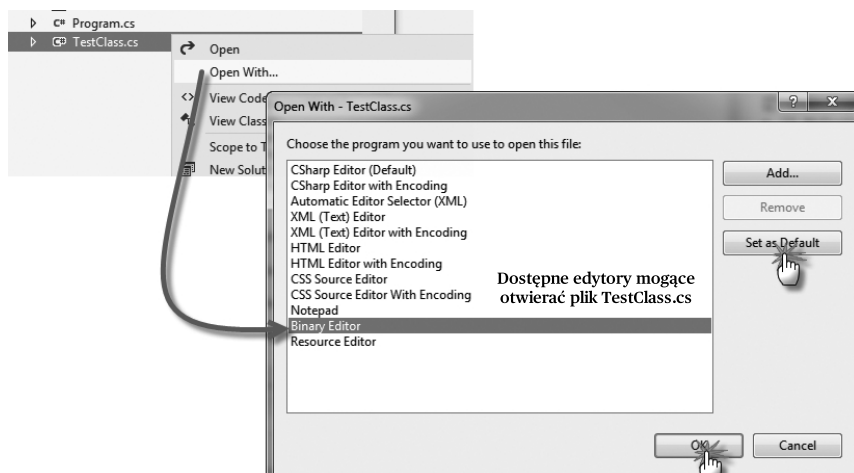 C# Program.cs
C# TestClass.cs
Open
Open With...
View Code
View Class
Scope to T
New Solut
Open With - TestClass.cs
Choose the program you want to use to open this file:
CSharp Editor (Default)
CSharp Editor with Encoding
Automatic Editor Selector (XML)
XML (Text) Editor
XML (Text) Editor with Encoding
HTML Editor
HTML Editor with Encoding
CSS Source Editor
CSS Source Editor With Encoding
Notepad
Binary Editor
Resource Editor
Dostępne edytory mogące
otwierać plik TestClass.cs
Add...
Remove
Set as Default
OK
Cancel